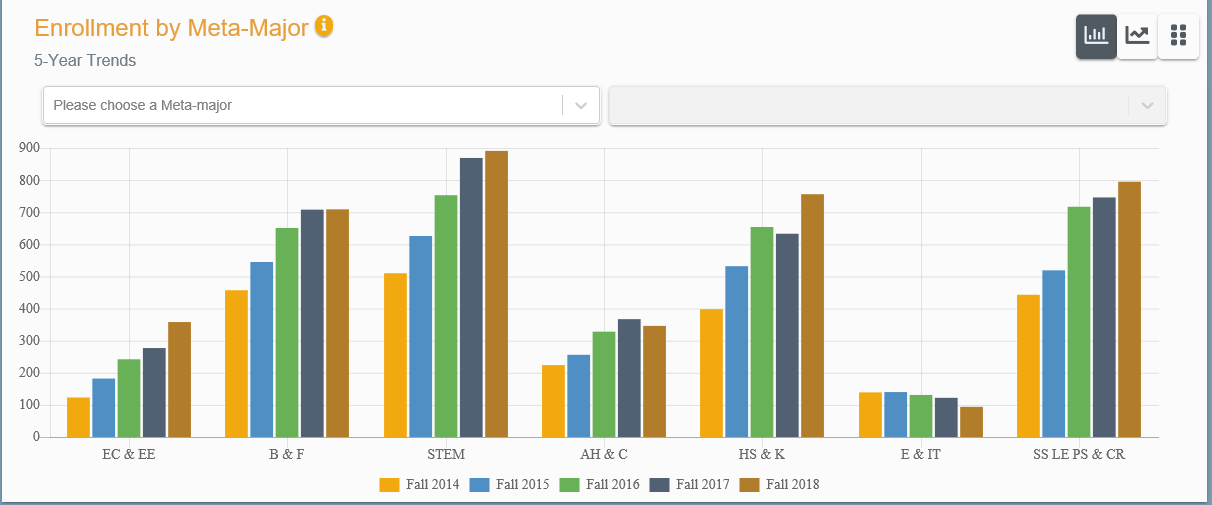 Enrollment by Meta-Major
5-Year Trends
Please choose a Meta-major
900
800
700
600
500
400
300
200
100
0
EC & EE B & F STEM AH & C HS & K E & IT SS LE PS & CR
Fall 2014 Fall 2015 Fall 2016 Fall 2017 Fall 2018